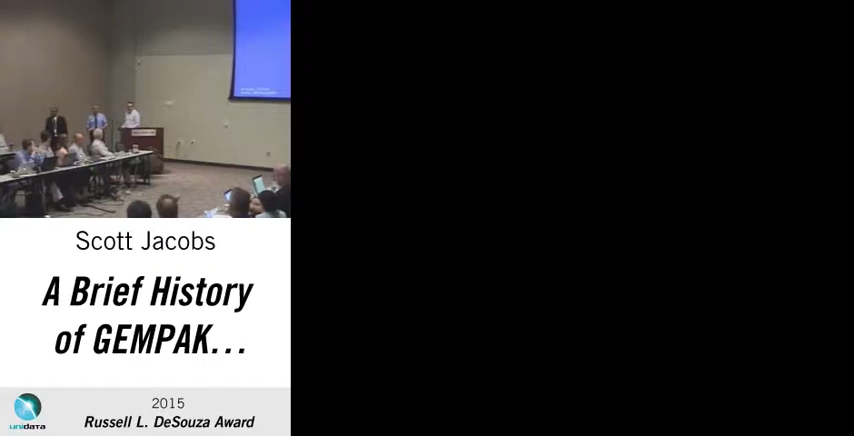 Scott Jacobs
A Brief History
of GEMPAK...
unidata
2015
Russell L. DeSouza Award